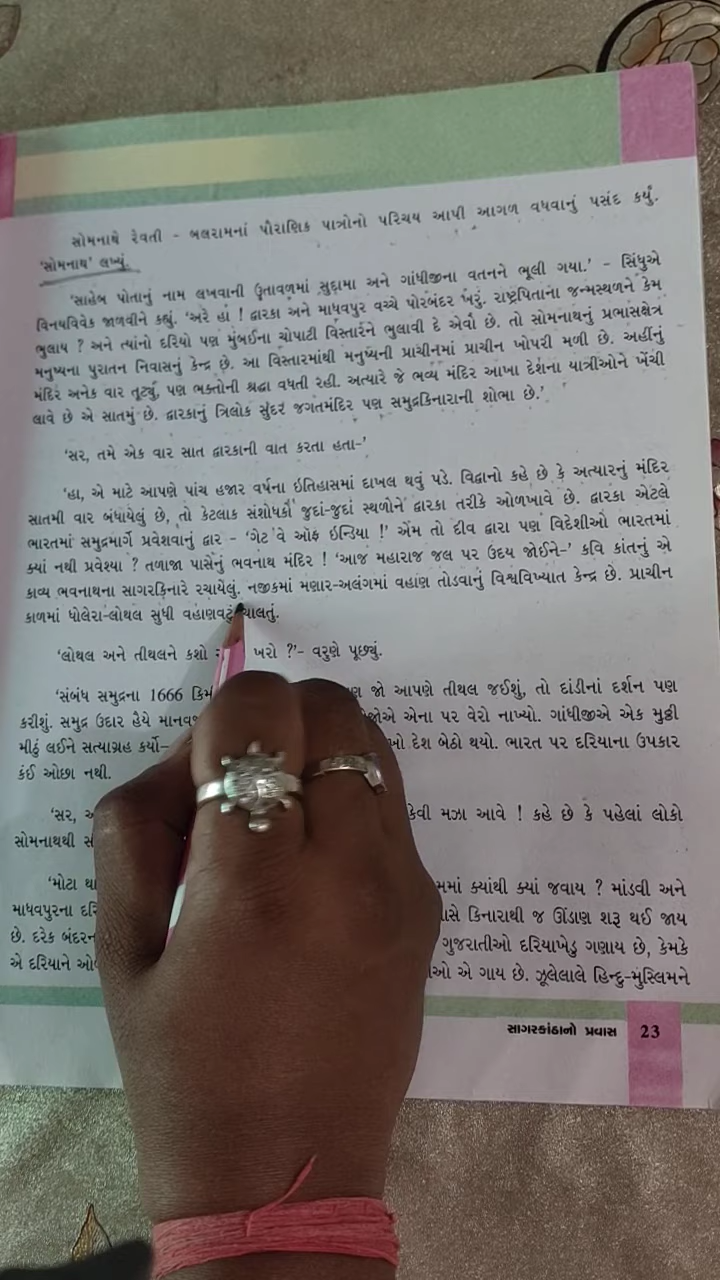 સોમનાથે રેવતી - બલરામનાં પૌરાણિક પાત્રોનો પરિચય આપી આગળ વધવાનું પસંદ કર્યું.
'સોમનાથ' લખ્યું.
'સાહેબ પોતાનું નામ લખવાની ઉતાવળમાં સુદામા અને ગાંધીજીના વતનને ભૂલી ગયા.' - સિંધુએ
વિનયવિવેક જાળવીને કહ્યું. 'અરે હાં ! દ્વારકા અને માધવપુર વચ્ચે પોરબંદર ખરું. રાષ્ટ્રપિતાના જન્મસ્થળને કેમ
ભુલાય ? અને ત્યાંનો દરિયો પણ મુંબઈના ચોપાટી વિસ્તારને ભુલાવી દે એવો છે. તો સોમનાથનું પ્રભાસક્ષેત્ર
મનુષ્યના પુરાતન નિવાસનું કેન્દ્ર છે. આ વિસ્તારમાંથી મનુષ્યની પ્રાચીનમાં પ્રાચીન ખોપરી મળી છે. અહીંનું
મંદિર અનેક વાર તૂટ્યું, પણ ભક્તોની શ્રદ્ધા વધતી રહી. અત્યારે જે ભવ્ય મંદિર આખા દેશના યાત્રીઓને ખેંચી
લાવે છે એ સાતમું છે. દ્વારકાનું ત્રિલોક સુંદર જગતમંદિર પણ સમુદ્રકિનારાની શોભા છે.'
'સર, તમે એક વાર સાત દ્વારકાની વાત કરતા હતા-'
'હા, એ માટે આપણે પાંચ હજાર વર્ષના ઇતિહાસમાં દાખલ થવું પડે. વિદ્વાનો કહે છે કે અત્યારનું મંદિર
સાતમી વાર બંધાયેલું છે, તો કેટલાક સંશોધકો જુદાં-જુદાં સ્થળોને દ્વારકા તરીકે ઓળખાવે છે. દ્વારકા એટલે
ભારતમાં સમુદ્રમાર્ગે પ્રવેશવાનું દ્વાર - 'ગેટ વે ઓફ ઇન્ડિયા !' એમ તો દીવ દ્વારા પણ વિદેશીઓ ભારતમાં
ક્યાં નથી પ્રવેશ્યા ? તળાજા પાસેનું ભવનાથ મંદિર ! 'આજ મહારાજ જલ પર ઉદય જોઈને-' કવિ કાંતનું એ
કાવ્ય ભવનાથના સાગરકિનારે રચાયેલું. નજીકમાં મણાર-અલંગમાં વહાણ તોડવાનું વિશ્વવિખ્યાત કેન્દ્ર છે. પ્રાચીન
કાળમાં ધોલેરા-લોથલ સુધી વહાણવટું ચાલતું.
'લોથલ અને તીથલને કશો ખરો ?'- વરુણે પૂછ્યું.
'સંબંધ સમુદ્રના 1666 જો આપણે તીથલ જઈશું, તો દાંડીનાં દર્શન પણ
કરીશું. સમુદ્ર ઉદાર હૈયે એના પર વેરો નાખ્યો. ગાંધીજીએ એક મુઠ્ઠી
મીઠું લઈને સત્યાગ્રહ કર્યો- દેશ બેઠો થયો. ભારત પર દરિયાના ઉપકાર
કંઈ ઓછા નથી.
'સર, કેવી મઝા આવે ! કહે છે કે પહેલાં લોકો
સોમનાથથી
'મોટા ક્યાંથી ક્યાં જવાય ? માંડવી અને
માધવપુરના કિનારાથી જ ઊંડાણ શરૂ થઈ જાય
છે. દરેક ગુજરાતીઓ દરિયાખેડુ ગણાય છે, કેમકે
એ દરિયાને એ ગાય છે. ઝૂલેલાલે હિન્દુ-મુસ્લિમને
સાગરકાંઠાનો પ્રવાસ 23